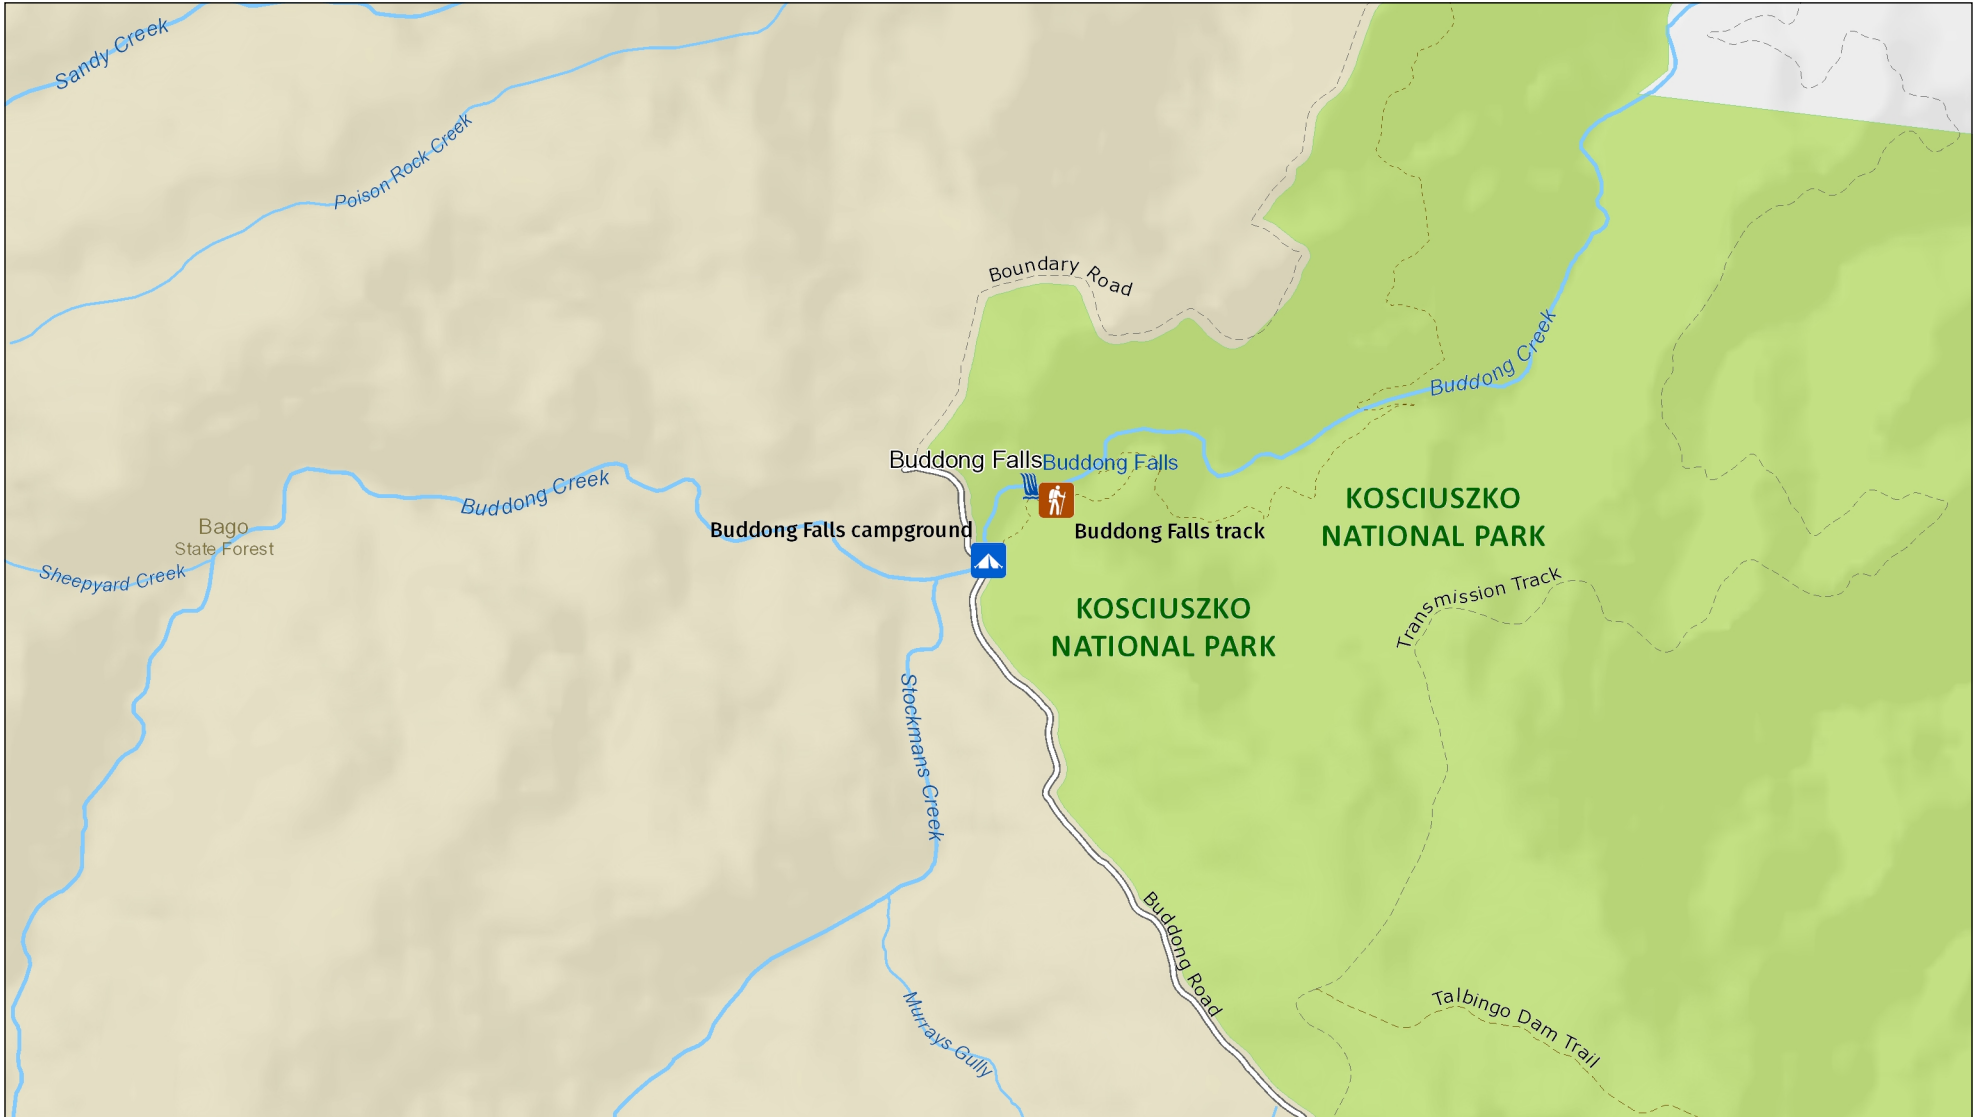 Sandy Creek
Poison Rock Creek
Boundary Road
Buddong Creek
Buddong Falls
Buddong Falls
Buddong Creek
Bago
State Forest
Sheepyard Creek
Buddong Falls campground
Buddong Falls track
KOSCIUSZKO
NATIONAL PARK
KOSCIUSZKO
NATIONAL PARK
Transmission Track
Stockmans Creek
Buddong Road
Murrays Gully
Talbingo Dam Trail